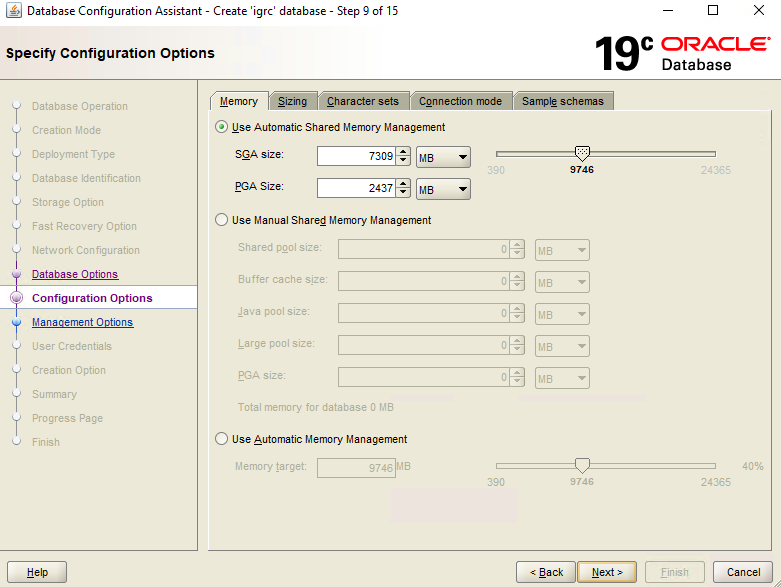 Database Configuration Assistant - Create 'igrc' database - Step 9 of 15
Specify Configuration Options
19c ORACLE
Database
Database Operation
Creation Mode
Deployment Type
Database Identification
Storage Option
Fast Recovery Option
Network Configuration
Database Options
Configuration Options
Management Options
User Credentials
Creation Option
Summary
Progress Page
Finish
Memory Sizing Character sets Connection mode Sample schemas
Use Automatic Shared Memory Management
SGA size: 7309 MB
390 9746 24365
PGA Size: 2437 MB
Use Manual Shared Memory Management
Shared pool size: 0 MB
Buffer cache size: 0 MB
Java pool size: 0 MB
Large pool size: 0 MB
PGA size: 0 MB
Total memory for database 0 MB
Use Automatic Memory Management
Memory target: 9746 MB 40%
390 9746 24365
Help < Back Next > Finish Cancel